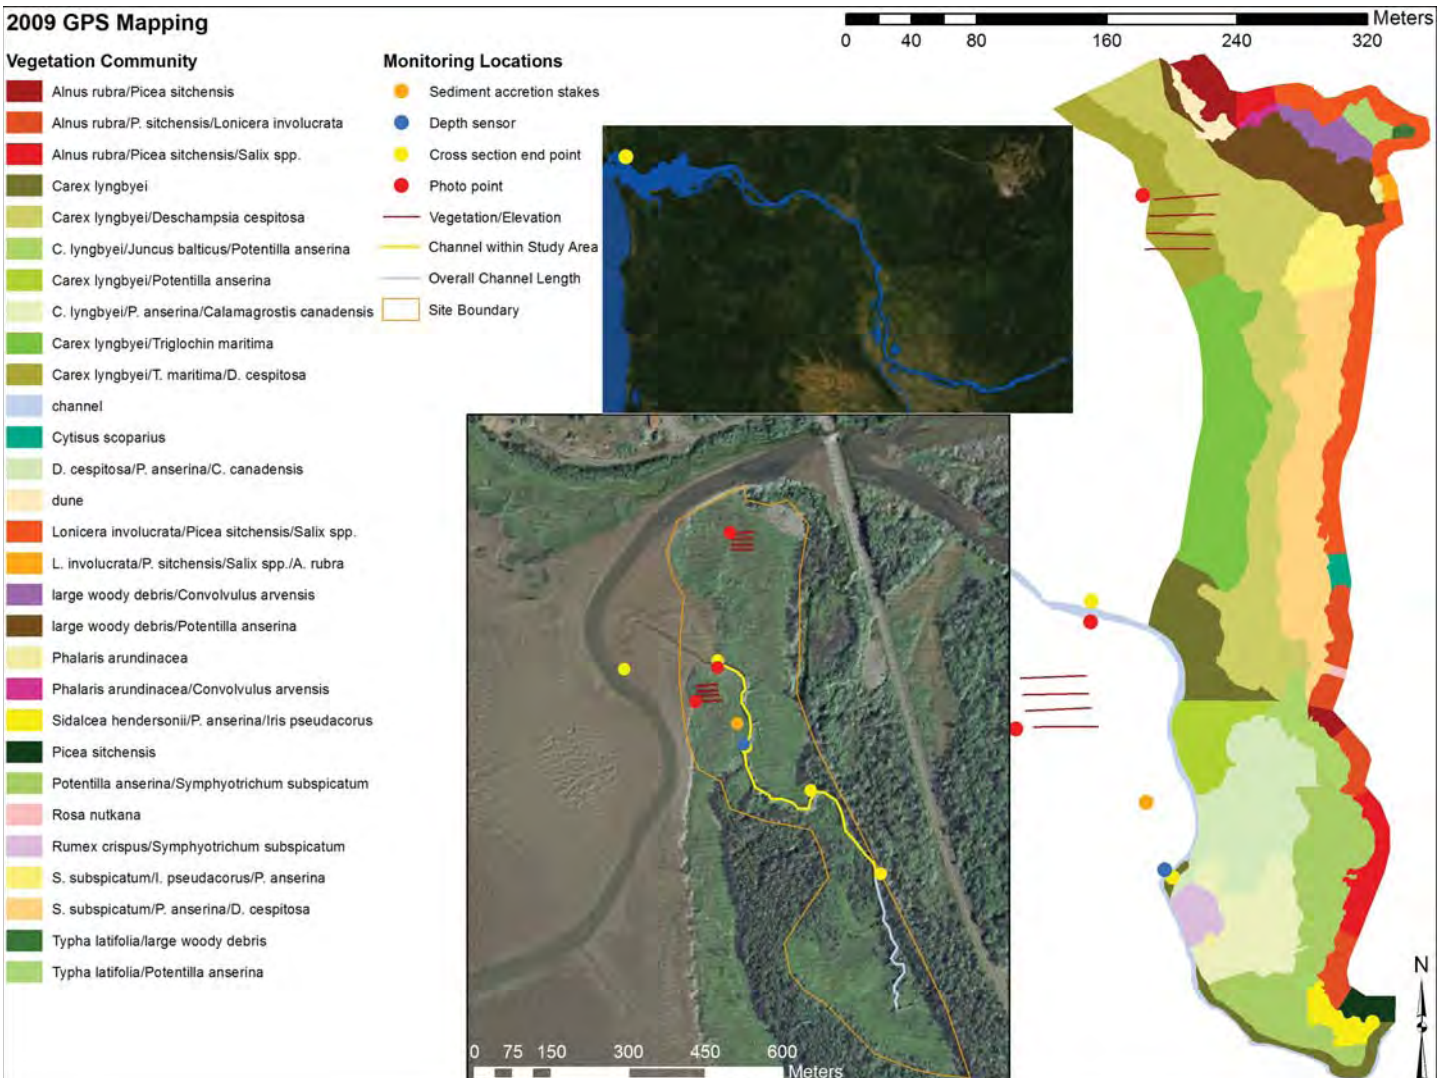 2009 GPS Mapping
Vegetation Community
Alnus rubra/Picea sitchensis
Alnus rubra/P. sitchensis/Lonicera involucrata
Alnus rubra/Picea sitchensis/Salix spp.
Carex lyngbyei
Carex lyngbyei/Deschampsia cespitosa
C. lyngbyei/Juncus balticus/Potentilla anserina
Carex lyngbyei/Potentilla anserina
C. lyngbyei/P. anserina/Calamagrostis canadensis
Carex lyngbyei/Triglochin maritima
Carex lyngbyei/T. maritima/D. cespitosa
channel
Cytisus scoparius
D. cespitosa/P. anserina/C. canadensis
dune
Lonicera involucrata/Picea sitchensis/Salix spp.
L. involucrata/P. sitchensis/Salix spp./A. rubra
large woody debris/Convolvulus arvensis
large woody debris/Potentilla anserina
Phalaris arundinacea
Phalaris arundinacea/Convolvulus arvensis
Sidalcea hendersonii/P. anserina/Iris pseudacorus
Picea sitchensis
Potentilla anserina/Symphyotrichum subspicatum
Rosa nutkana
Rumex crispus/Symphyotrichum subspicatum
S. subspicatum/I. pseudacorus/P. anserina
S. subspicatum/P. anserina/D. cespitosa
Typha latifolia/large woody debris
Typha latifolia/Potentilla anserina
Monitoring Locations
Sediment accretion stakes
Depth sensor
Cross section end point
Photo point
Vegetation/Elevation
Channel within Study Area
Overall Channel Length
Site Boundary
Meters
0 40 80 160 240 320
0 75 150 300 450 600
Meters
N